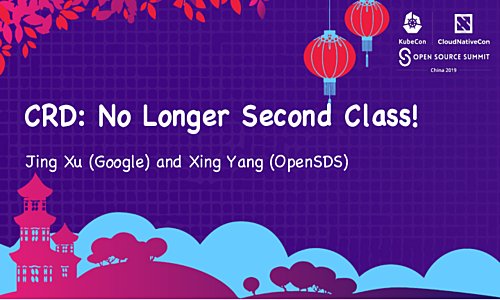 KubeCon CloudNativeCon
OPEN SOURCE SUMMIT
China 2019
CRD: No Longer Second Class!
Jing Xu (Google) and Xing Yang (OpenSDS)